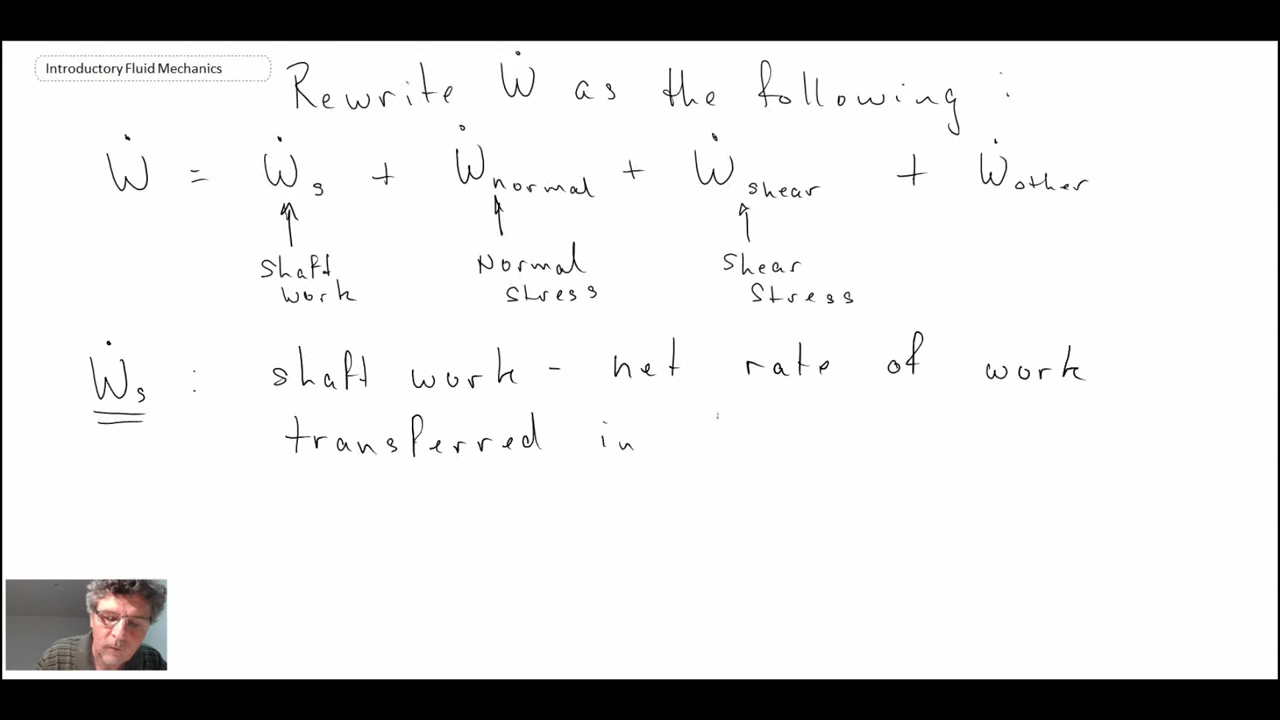 Introductory Fluid Mechanics
Rewrite Ẇ as the following :
Ẇ = Ẇs + Ẇnormal + Ẇshear + Ẇother
shaft work Normal stress shear stress
Ẇs : shaft work - net rate of work
transferred in